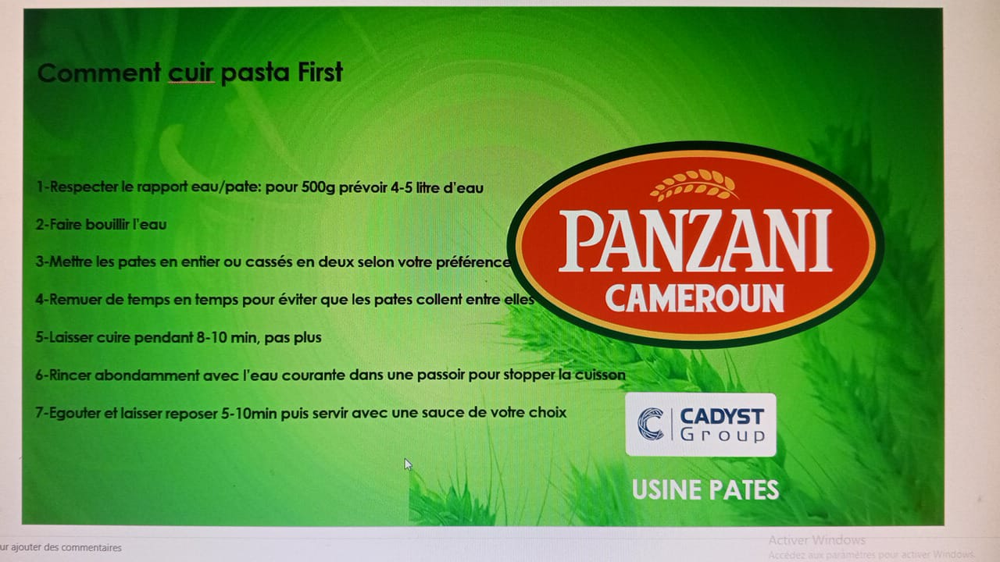 Comment cuir pasta First
1-Respecter le rapport eau/pate: pour 500g prévoir 4-5 litre d'eau
2-Faire bouillir l'eau
3-Mettre les pates en entier ou cassés en deux selon votre préférence
4-Remuer de temps en temps pour éviter que les pates collent entre elles
5-Laisser cuire pendant 8-10 min, pas plus
6-Rincer abondamment avec l'eau courante dans une passoir pour stopper la cuisson
7-Egouter et laisser reposer 5-10min puis servir avec une sauce de votre choix
PANZANI
CAMEROUN
CADYST
Group
USINE PATES
ur ajouter des commentaires
Activer Windows
Accédez aux paramètres pour activer Windows.